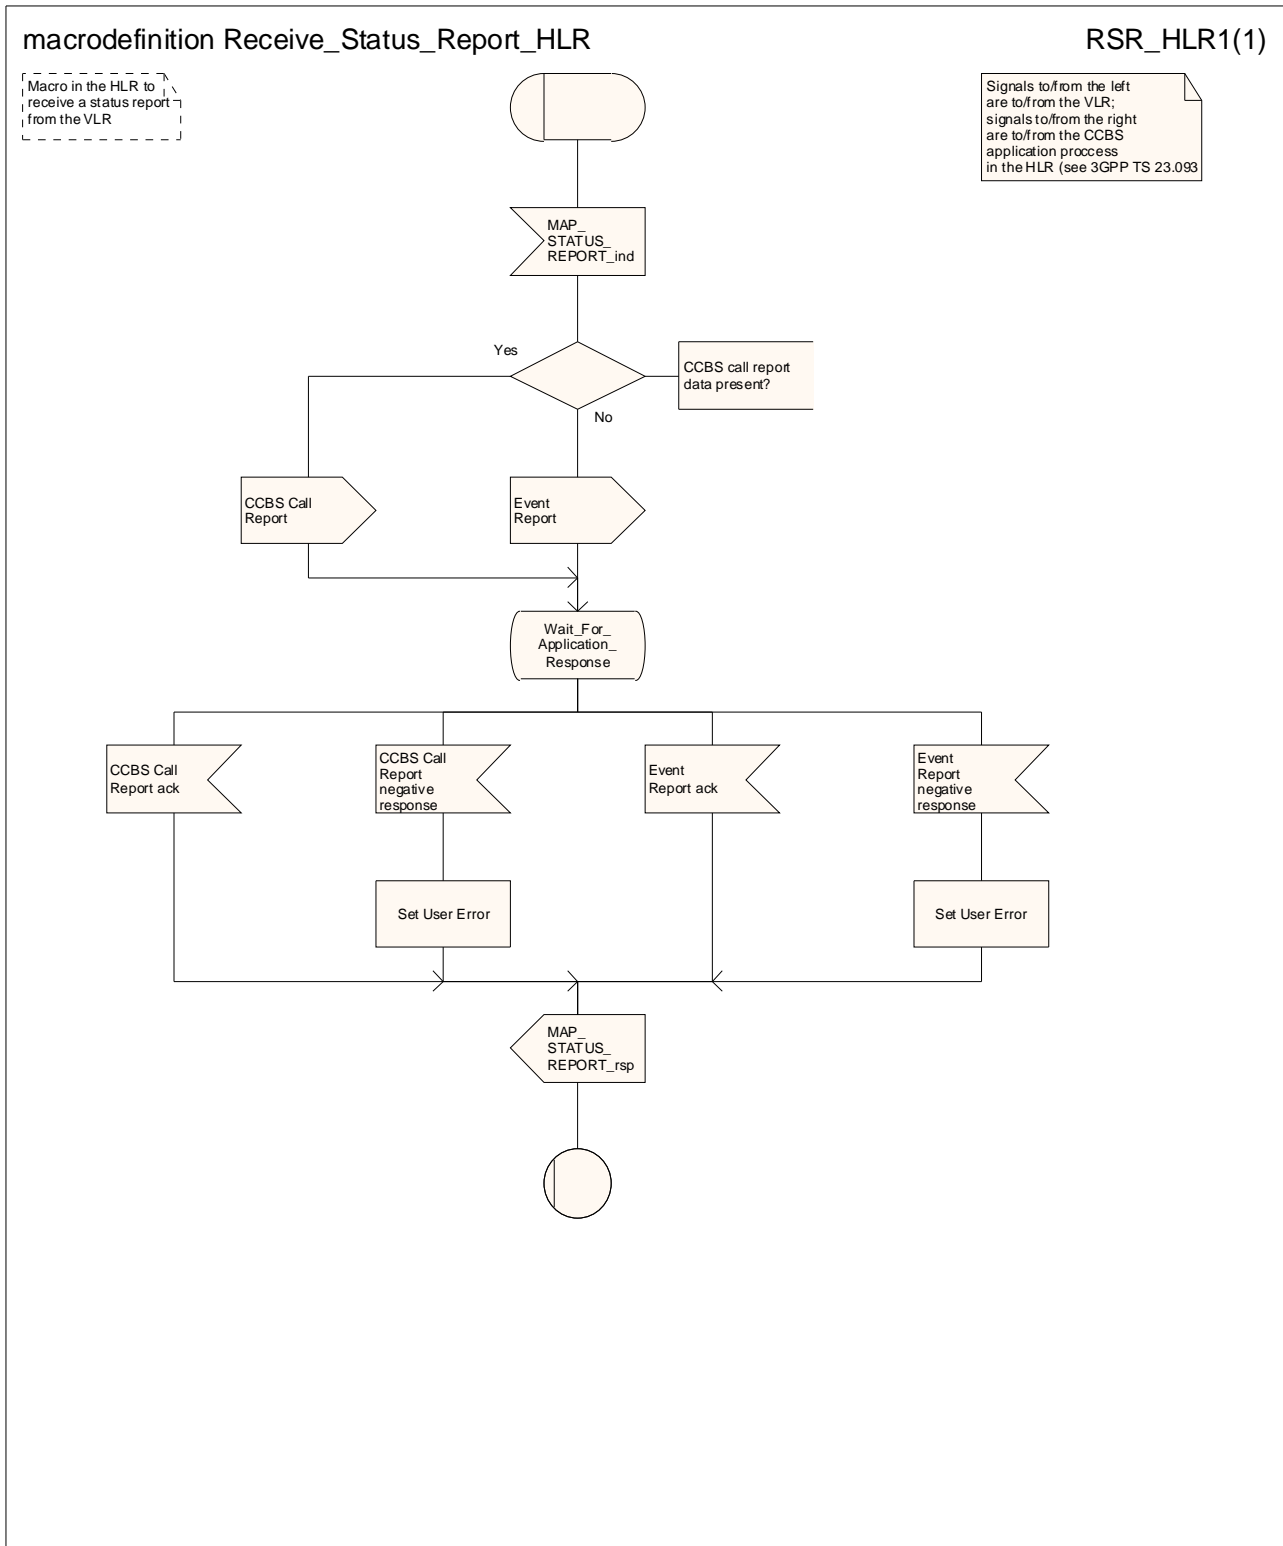 macrodefinition Receive_Status_Report_HLR
RSR_HLR1(1)
Macro in the HLR to
receive a status report
from the VLR
Signals to/from the left
are to/from the VLR;
signals to/from the right
are to/from the CCBS
application proccess
in the HLR (see 3GPP TS 23.093
MAP_
STATUS_
REPORT_ind
Yes
CCBS call report
data present?
No
CCBS Call
Report
Event
Report
Wait_For_
Application_
Response
CCBS Call
Report ack
CCBS Call
Report
negative
response
Event
Report ack
Event
Report
negative
response
Set User Error
Set User Error
MAP_
STATUS_
REPORT_rsp